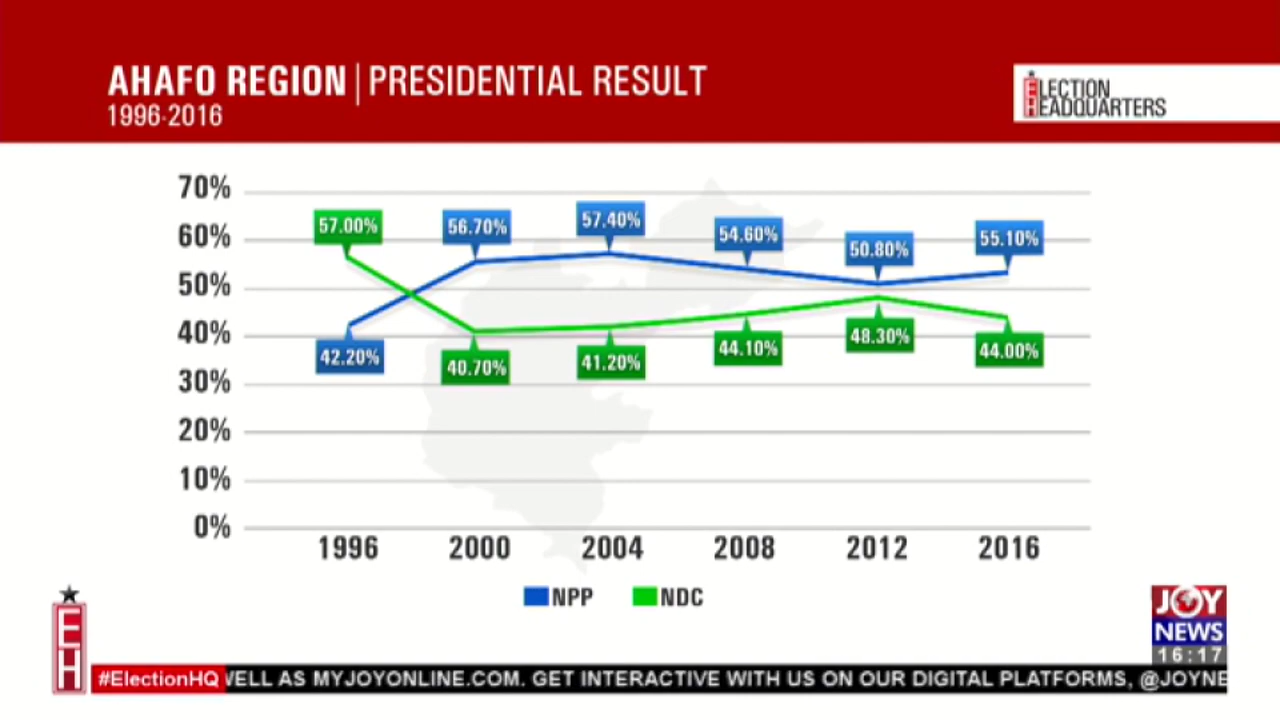 AHAFO REGION | PRESIDENTIAL RESULT
1996-2016
ELECTION
HEADQUARTERS
70%
60%
50%
40%
30%
20%
10%
0%
57.00%
56.70%
57.40%
54.60%
50.80%
55.10%
42.20%
40.70%
41.20%
44.10%
48.30%
44.00%
1996 2000 2004 2008 2012 2016
NPP NDC
EH
JOY
NEWS
16:17
#ElectionHQ WELL AS MYJOYONLINE.COM. GET INTERACTIVE WITH US ON OUR DIGITAL PLATFORMS, @JOYNE